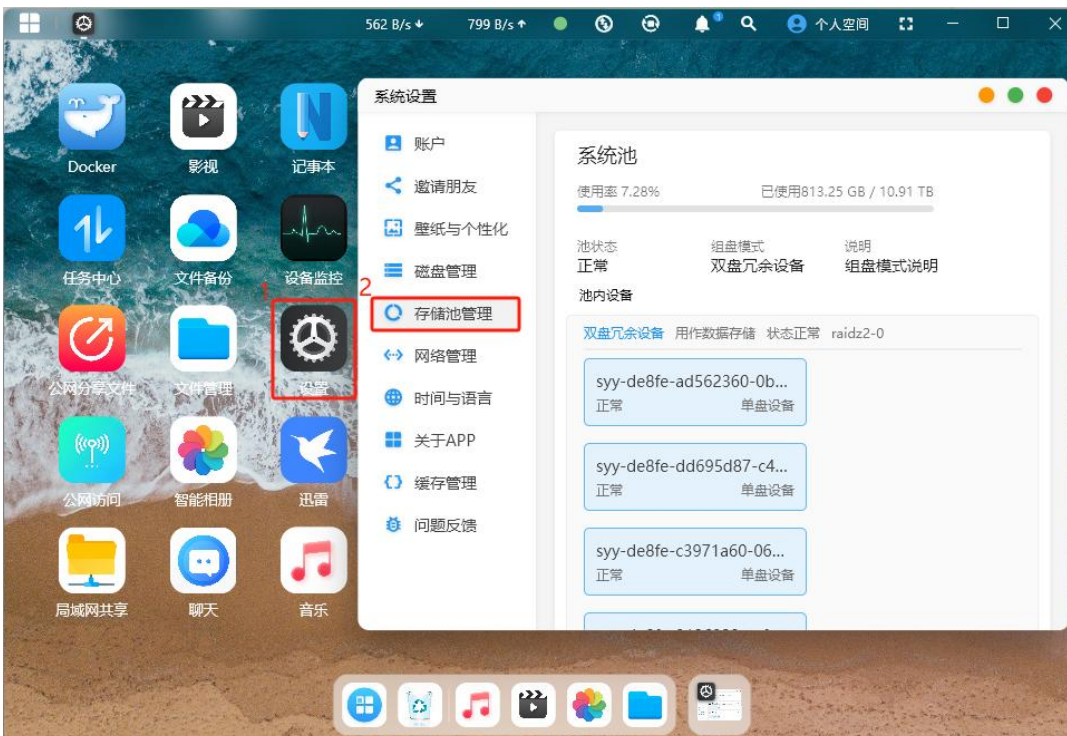 562 B/s 799 B/s 1 个人空间
Docker 影视 记事本
任务中心 文件备份 设备监控
1
公网分享文件 文件管理 设置
公网访问 智能相册 迅雷
局域网共享 聊天 音乐
系统设置
账户
邀请朋友
壁纸与个性化
磁盘管理
2
存储池管理
网络管理
时间与语言
关于APP
缓存管理
问题反馈
系统池
使用率 7.28% 已使用813.25 GB / 10.91 TB
池状态 组盘模式 说明
正常 双盘冗余设备 组盘模式说明
池内设备
双盘冗余设备 用作数据存储 状态正常 raidz2-0
syy-de8fe-ad562360-0b...
正常 单盘设备
syy-de8fe-dd695d87-c4...
正常 单盘设备
syy-de8fe-c3971a60-06...
正常 单盘设备